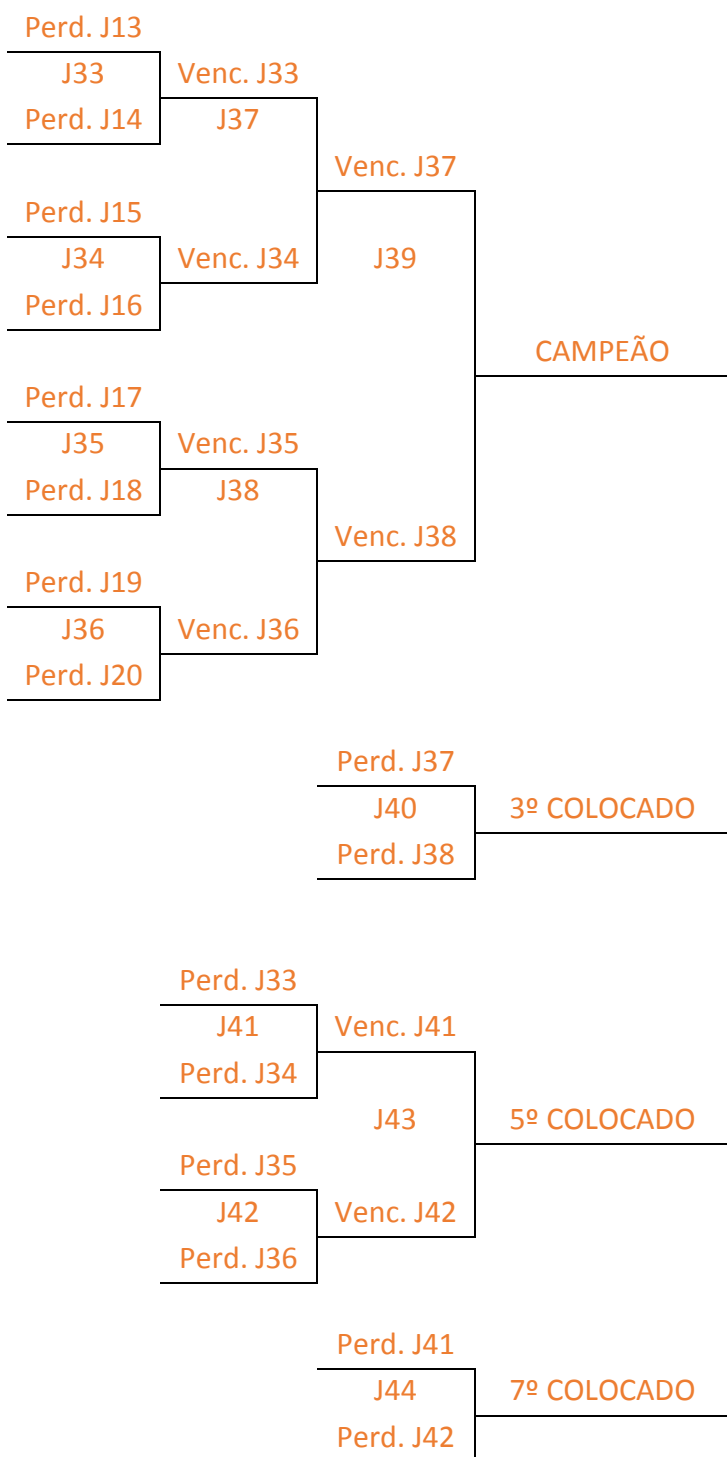 Perd. J13
J33 Venc. J33
Perd. J14 J37
Venc. J37
Perd. J15
J34 Venc. J34 J39
Perd. J16
CAMPEÃO
Perd. J17
J35 Venc. J35
Perd. J18 J38
Venc. J38
Perd. J19
J36 Venc. J36
Perd. J20
Perd. J37
J40 3º COLOCADO
Perd. J38
Perd. J33
J41 Venc. J41
Perd. J34
J43 5º COLOCADO
Perd. J35
J42 Venc. J42
Perd. J36
Perd. J41
J44 7º COLOCADO
Perd. J42